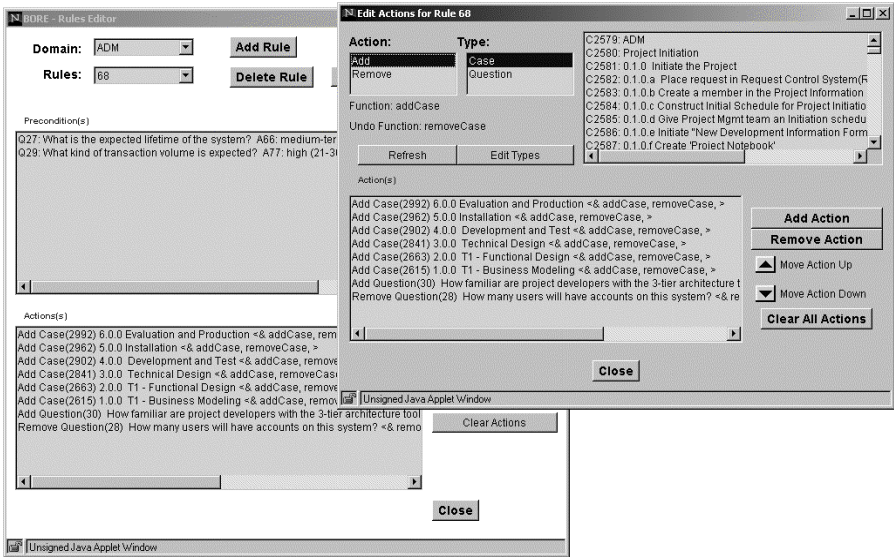 BORE - Rules Editor
Domain: ADM Add Rule
Rules: 68 Delete Rule
Precondition(s)
Q27: What is the expected lifetime of the system? A66: medium-ter
Q29: What kind of transaction volume is expected? A77: high (21-3
Actions(s)
Add Case(2992) 6.0.0 Evaluation and Production <& addCase, rem
Add Case(2962) 5.0.0 Installation <& addCase, removeCase, >
Add Case(2902) 4.0.0 Development and Test <& addCase, remove
Add Case(2841) 3.0.0 Technical Design <& addCase, removeCas
Add Case(2663) 2.0.0 T1 - Functional Design <& addCase, remove
Add Case(2615) 1.0.0 T1 - Business Modeling <& addCase, remov
Add Question(30) How familiar are project developers with the 3-tier architecture tool
Remove Question(28) How many users will have accounts on this system? <& remo
Clear Actions
Close
Unsigned Java Applet Window
Edit Actions for Rule 68
Action: Type:
Add Case
Remove Question
Function: addCase
Undo Function: removeCase
Refresh Edit Types
C2579: ADM
C2580: Project Initiation
C2581: 0.1.0 Initiate the Project
C2582: 0.1.0.a Place request in Request Control System(R
C2583: 0.1.0.b Create a member in the Project Information
C2584: 0.1.0.c Construct Initial Schedule for Project Initiatio
C2585: 0.1.0.d Give Project Mgmt team an Initiation schedu
C2586: 0.1.0.e Initiate "New Development Information Form
C2587: 0.1.0.f Create 'Project Notebook'
Action(s)
Add Case(2992) 6.0.0 Evaluation and Production <& addCase, removeCase, >
Add Case(2962) 5.0.0 Installation <& addCase, removeCase, >
Add Case(2902) 4.0.0 Development and Test <& addCase, removeCase, >
Add Case(2841) 3.0.0 Technical Design <& addCase, removeCase, >
Add Case(2663) 2.0.0 T1 - Functional Design <& addCase, removeCase, >
Add Case(2615) 1.0.0 T1 - Business Modeling <& addCase, removeCase, >
Add Question(30) How familiar are project developers with the 3-tier architecture t
Remove Question(28) How many users will have accounts on this system? <& re
Add Action
Remove Action
Move Action Up
Move Action Down
Clear All Actions
Close
Unsigned Java Applet Window